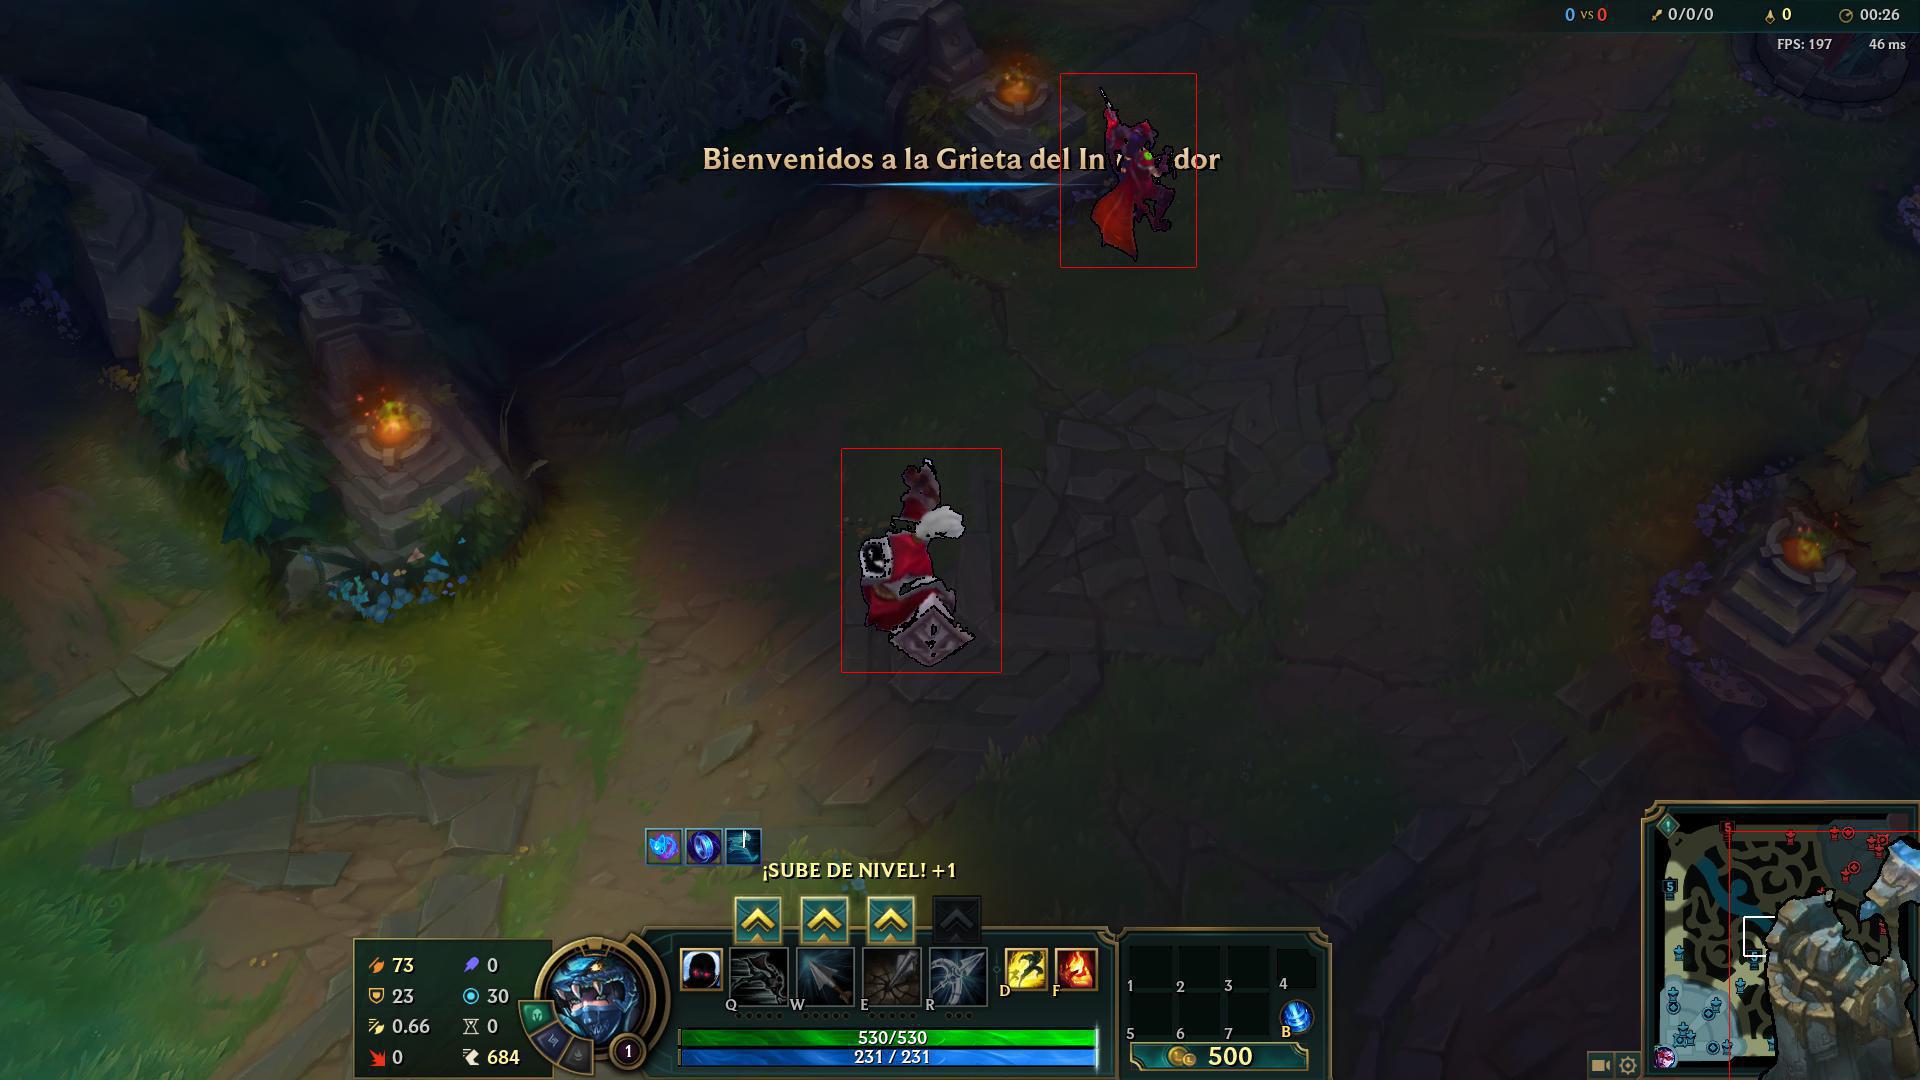 0 vs 0 0/0/0 0 00:26
FPS: 197 46 ms
Bienvenidos a la Grieta del In dor
5
5
¡SUBE DE NIVEL! +1
73 0
23 30
0.66 0
0 684
1
Q W E R D F
530/530
231 / 231
1 2 3 4
5 6 7 B
500